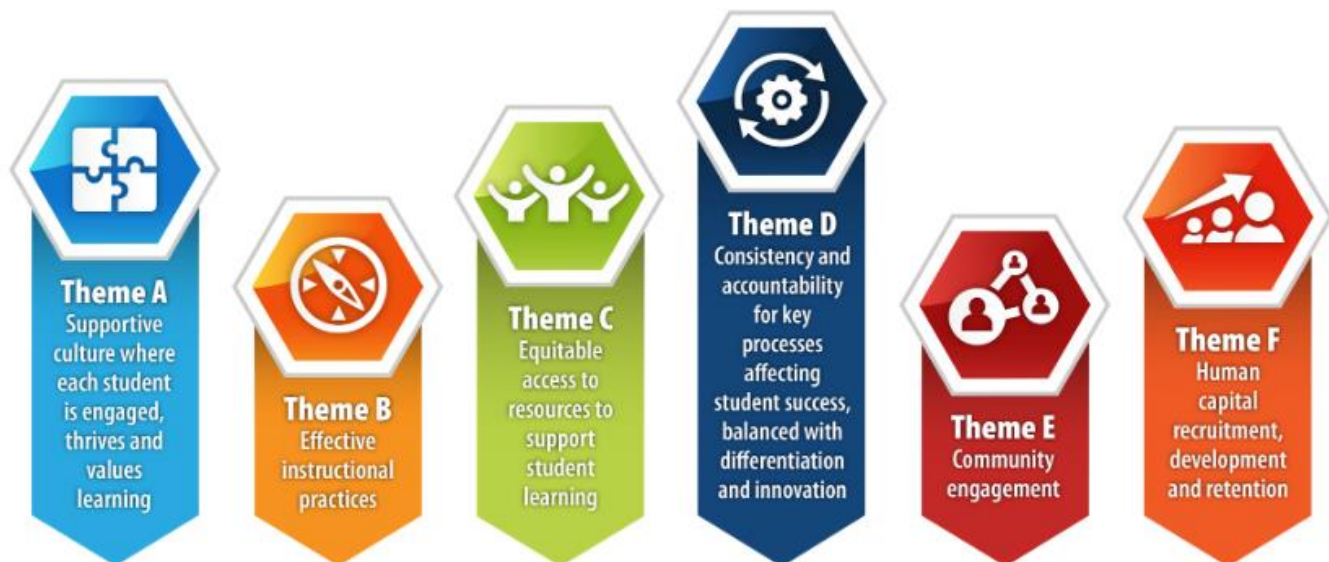 Theme A
Supportive
culture where
each student
is engaged,
thrives and
values
learning
Theme B
Effective
instructional
practices
Theme C
Equitable
access to
resources to
support
student
learning
Theme D
Consistency and
accountability
for key
processes
affecting
student success,
balanced with
differentiation
and innovation
Theme E
Community
engagement
Theme F
Human
capital
recruitment,
development
and retention